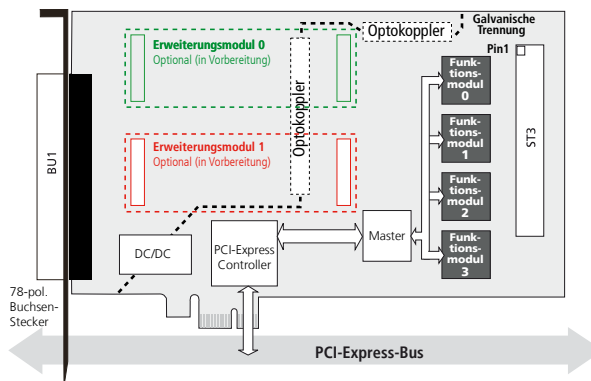 Galvanische
Trennung
Optokoppler
Pin1
Erweiterungsmodul 0
Optional (in Vorbereitung)
Optokoppler
Funk-
tions-
modul
0
BU1
ST3
Erweiterungsmodul 1
Optional (in Vorbereitung)
Funk-
tions-
modul
1
Funk-
tions-
modul
2
DC/DC
PCI-Express
Controller
Master
Funk-
tions-
modul
3
78-pol.
Buchsen-
Stecker
PCI-Express-Bus